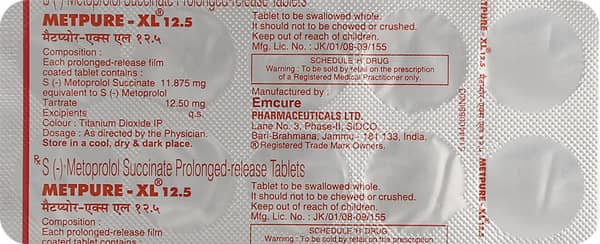 S (-) Metoprolol Succinate Prolonged-release Tablets
METPURE - XL® 12.5
मैटप्योर-एक्स एल १२.५
Composition :
Each prolonged-release film
coated tablet contains :
S (-) Metoprolol Succinate 11.875 mg
equivalent to S (-) Metoprolol
Tartrate 12.50 mg
Excipients q.s.
Colour : Titanium Dioxide IP
Dosage : As directed by the Physician.
Store in a cool, dry & dark place.
Tablet to be swallowed whole.
It should not to be chewed or crushed.
Keep out of reach of children.
Mfg. Lic. No. : JK/01/08-09/155
SCHEDULE 'H' DRUG
Warning : To be sold by retail on the prescription
of a Registered Medical Practitioner only.
Manufactured by :
Emcure
PHARMACEUTICALS LTD.
Lane No. 3, Phase-II, SIDCO,
Bari-Brahmana, Jammu - 181 133, India.
® Registered Trade Mark Owners.
Rx S (-) Metoprolol Succinate Prolonged-release Tablets
METPURE - XL® 12.5
मैटप्योर-एक्स एल १२.५
Composition :
Each prolonged-release film
coated tablet contains :
Tablet to be swallowed whole.
It should not to be chewed or crushed.
Keep out of reach of children.
Mfg. Lic. No. : JK/01/08-09/155
SCHEDULE 'H' DRUG
Warning : To be sold by retail on the prescription
METPURE - XL® 12.5
METPURE - XL® 12.5